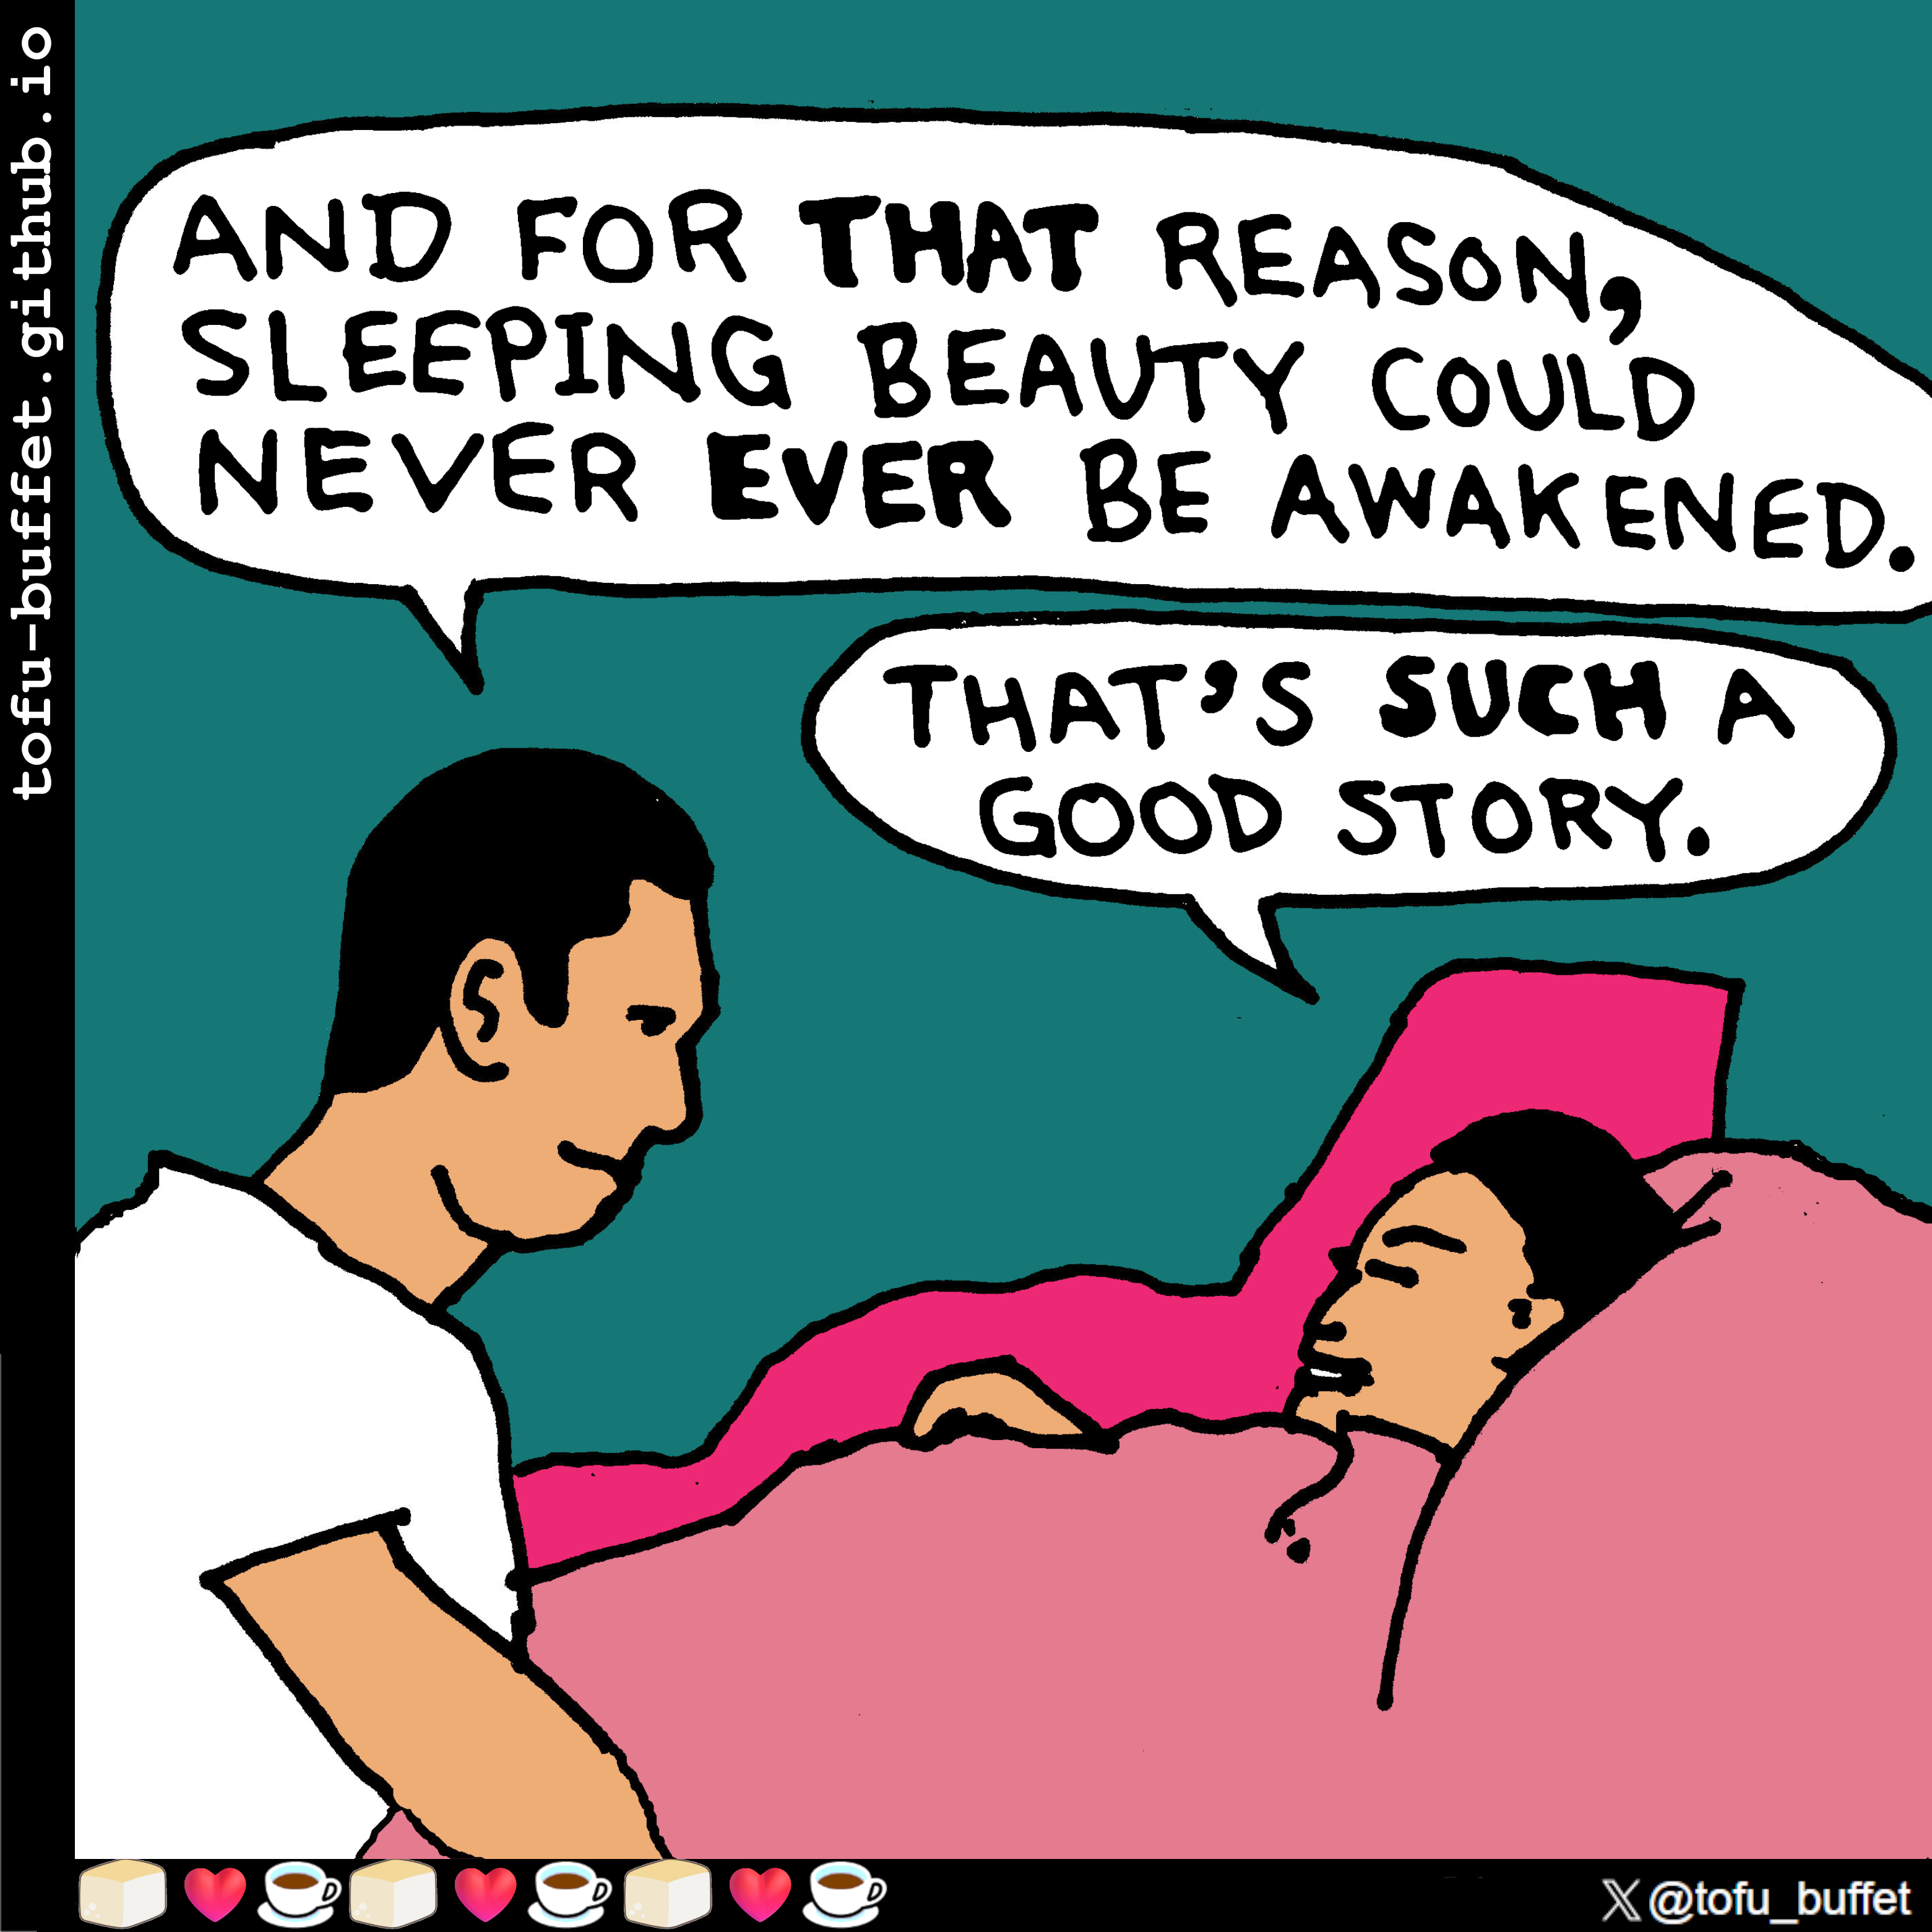 tofu-buffet.github.io
AND FOR THAT REASON,
SLEEPING BEAUTY COULD
NEVER EVER BE AWAKENED.
THAT'S SUCH A
GOOD STORY.
𝕏 @tofu_buffet